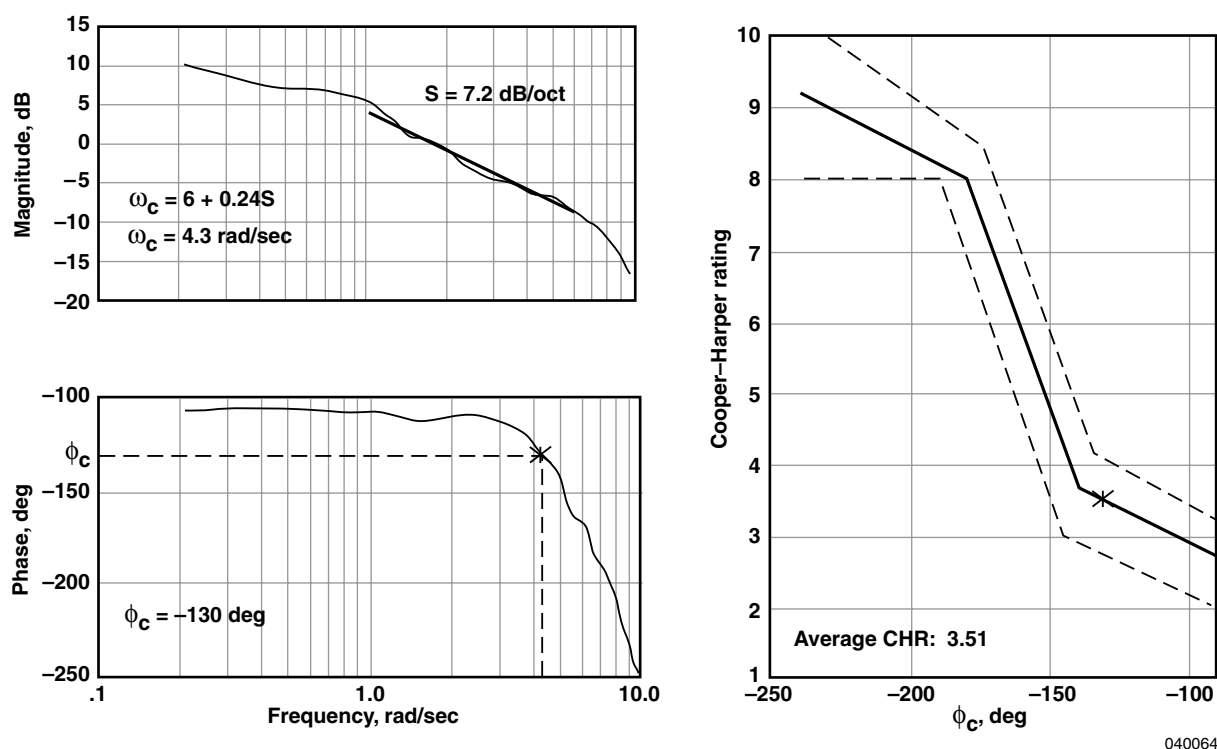 15
10
5
0
–5
–10
–15
–20
Magnitude, dB
S = 7.2 dB/oct
ωc = 6 + 0.24S
ωc = 4.3 rad/sec
–100
ϕc
–150
–200
–250
Phase, deg
ϕc = –130 deg
.1
1.0
10.0
Frequency, rad/sec
10
9
8
7
6
5
4
3
2
1
Cooper–Harper rating
Average CHR: 3.51
–250
–200
–150
–100
ϕc, deg
040064